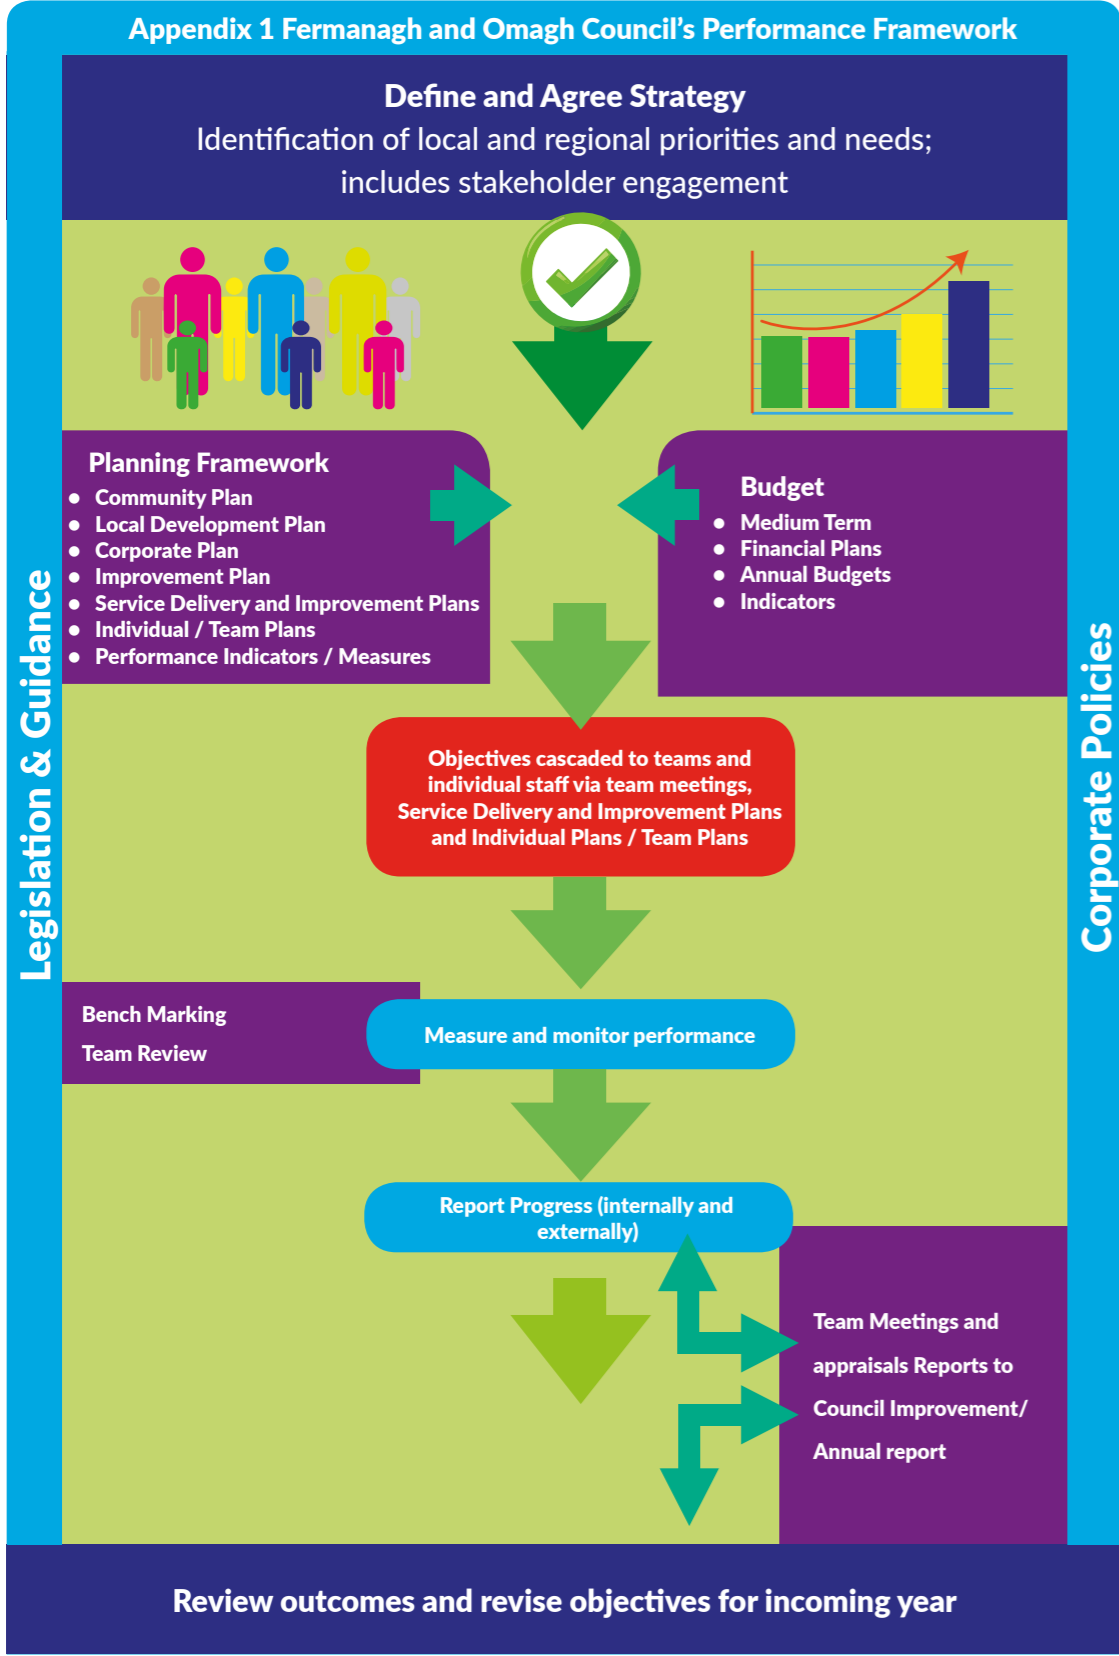 Appendix 1 Fermanagh and Omagh Council’s Performance Framework
Define and Agree Strategy
Identification of local and regional priorities and needs;
includes stakeholder engagement
Legislation & Guidance
Planning Framework
● Community Plan
● Local Development Plan
● Corporate Plan
● Improvement Plan
● Service Delivery and Improvement Plans
● Individual / Team Plans
● Performance Indicators / Measures
Budget
● Medium Term
● Financial Plans
● Annual Budgets
● Indicators
Corporate Policies
Objectives cascaded to teams and
individual staff via team meetings,
Service Delivery and Improvement Plans
and Individual Plans / Team Plans
Bench Marking
Team Review
Measure and monitor performance
Report Progress (internally and
externally)
Team Meetings and
appraisals Reports to
Council Improvement/
Annual report
Review outcomes and revise objectives for incoming year